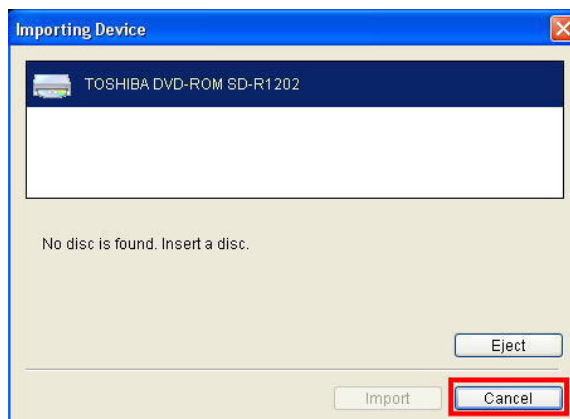 Importing Device
TOSHIBA DVD-ROM SD-R1202
No disc is found. Insert a disc.
Eject
Import
Cancel